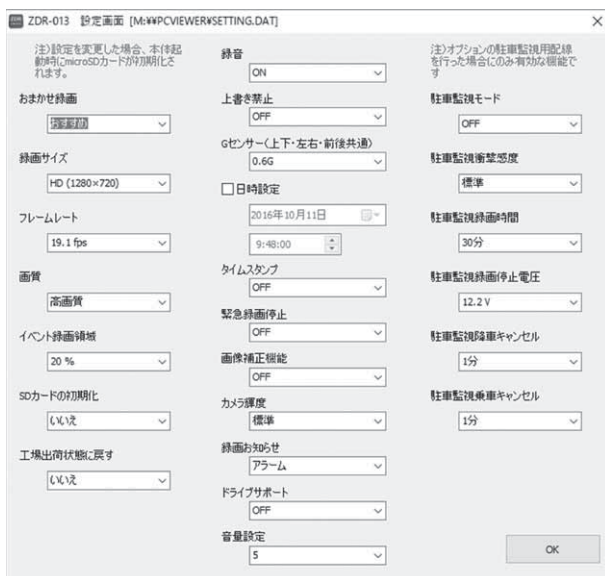 ZDR-013 設定画面 [M:¥¥PCVIEWER¥SETTING.DAT]
注)設定を変更した場合、本体起
動時にmicroSDカードが初期化さ
れます。
おまかせ録画
おすすめ
録画サイズ
HD (1280×720)
フレームレート
19.1 fps
画質
高画質
イベント録画領域
20 %
SDカードの初期化
いいえ
工場出荷状態に戻す
いいえ
録音
ON
上書き禁止
OFF
Gセンサー(上下・左右・前後共通)
0.6G
日時設定
2016年10月11日
9:48:00
タイムスタンプ
OFF
緊急録画停止
OFF
画像補正機能
OFF
カメラ輝度
標準
録画お知らせ
アラーム
ドライブサポート
OFF
音量設定
5
注)オプションの駐車監視用配線
を行った場合にのみ有効な機能で
す
駐車監視モード
OFF
駐車監視衝撃感度
標準
駐車監視録画時間
30分
駐車監視録画停止電圧
12.2 V
駐車監視降車キャンセル
1分
駐車監視乗車キャンセル
1分
OK